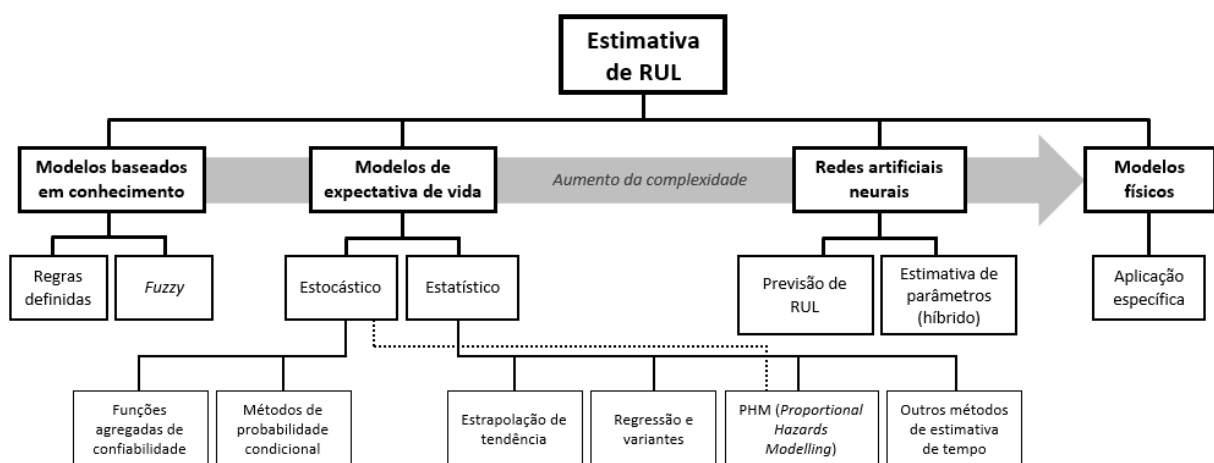 Estimativa
de RUL
Modelos baseados
em conhecimento
Modelos de
expectativa de vida
Aumento da complexidade
Redes artificiais
neurais
Modelos
físicos
Regras
definidas
Fuzzy
Estocástico
Estatístico
Previsão de
RUL
Estimativa de
parâmetros
(híbrido)
Aplicação
específica
Funções
agregadas de
confiabilidade
Métodos de
probabilidade
condicional
Estrapolação de
tendência
Regressão e
variantes
PHM (Proportional
Hazards
Modelling)
Outros métodos
de estimativa
de tempo